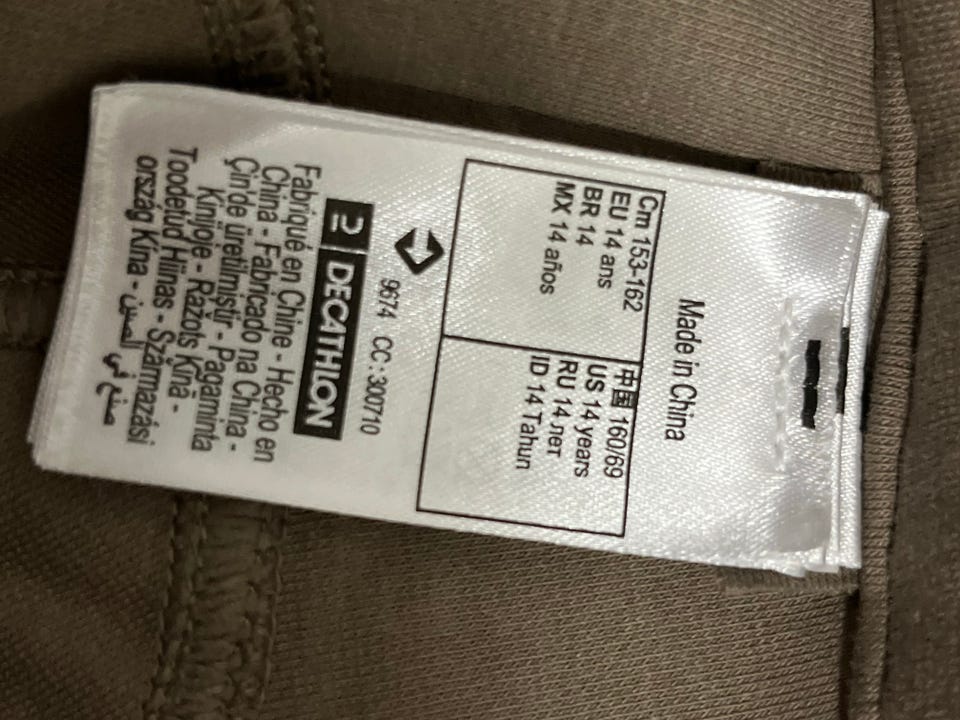 Made in China
Cm 153-162
EU 14 ans
BR 14
MX 14 años
中国 160/69
US 14 years
RU 14 лет
ID 14 Tahun
9674 CC: 300710
DECATHLON
Fabriqué en Chine - Hecho en
China - Fabricado na China -
Çin'de üretilmiştir - Pagaminta
Kinijoje - Ražots Ķīnā -
Toodetud Hiinas - Származási
ország Kína - صنع في الصين